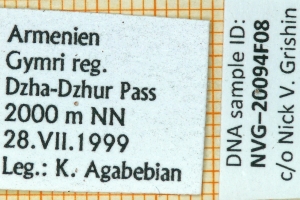 Armenien
Gymri reg.
Dzha-Dzhur Pass
2000 m NN
28.VII.1999
Leg.: K. Agabebian
DNA sample ID:
NVG-20094F08
c/o Nick V. Grishin